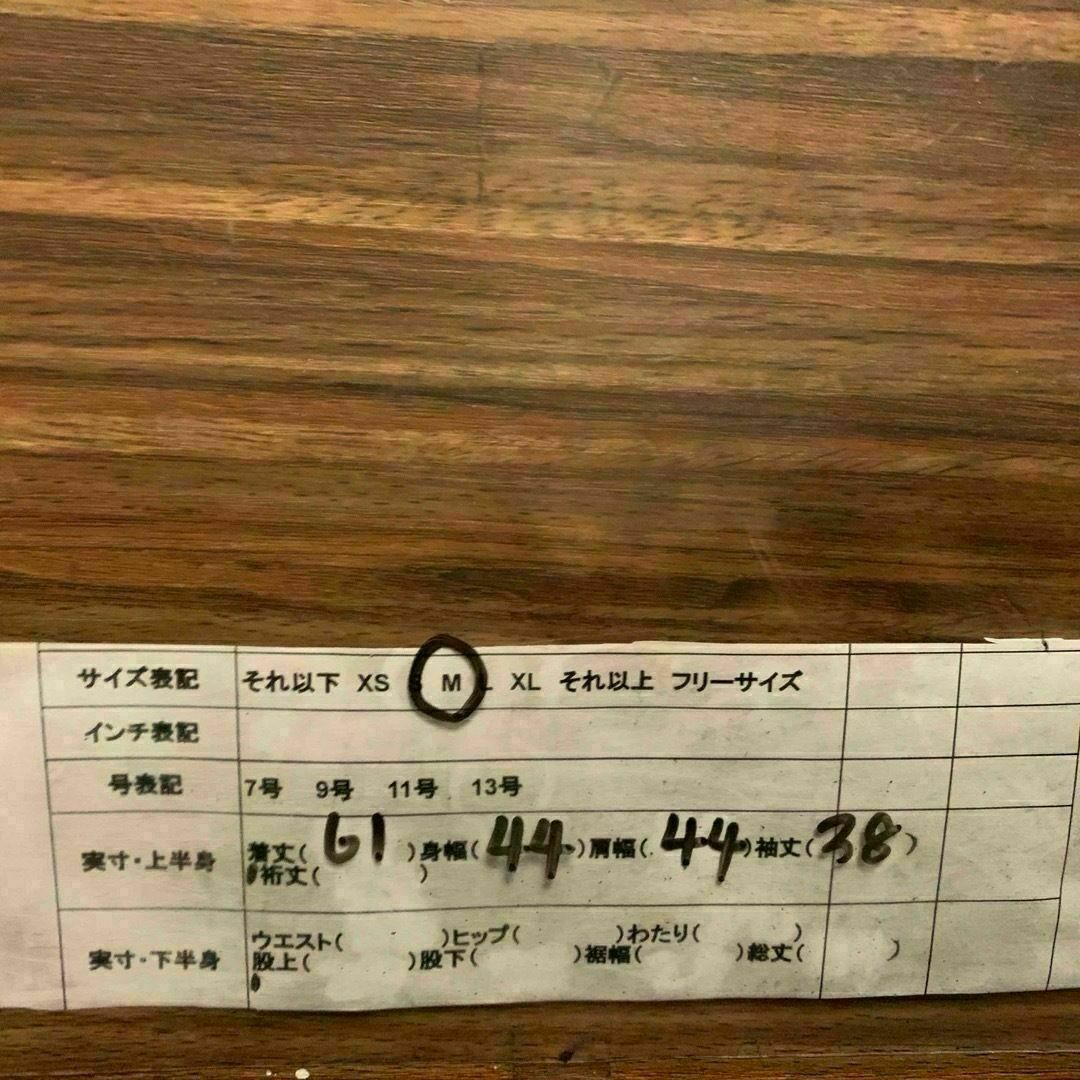 サイズ表記 それ以下 XS S M L XL それ以上 フリーサイズ
インチ表記
号表記 7号 9号 11号 13号
実寸・上半身 着丈( 61 )身幅( 44 )肩幅( 44 )袖丈( 38 )
裄丈( )
実寸・下半身 ウエスト( )ヒップ( )わたり( )
股上( )股下( )裾幅( )総丈( )